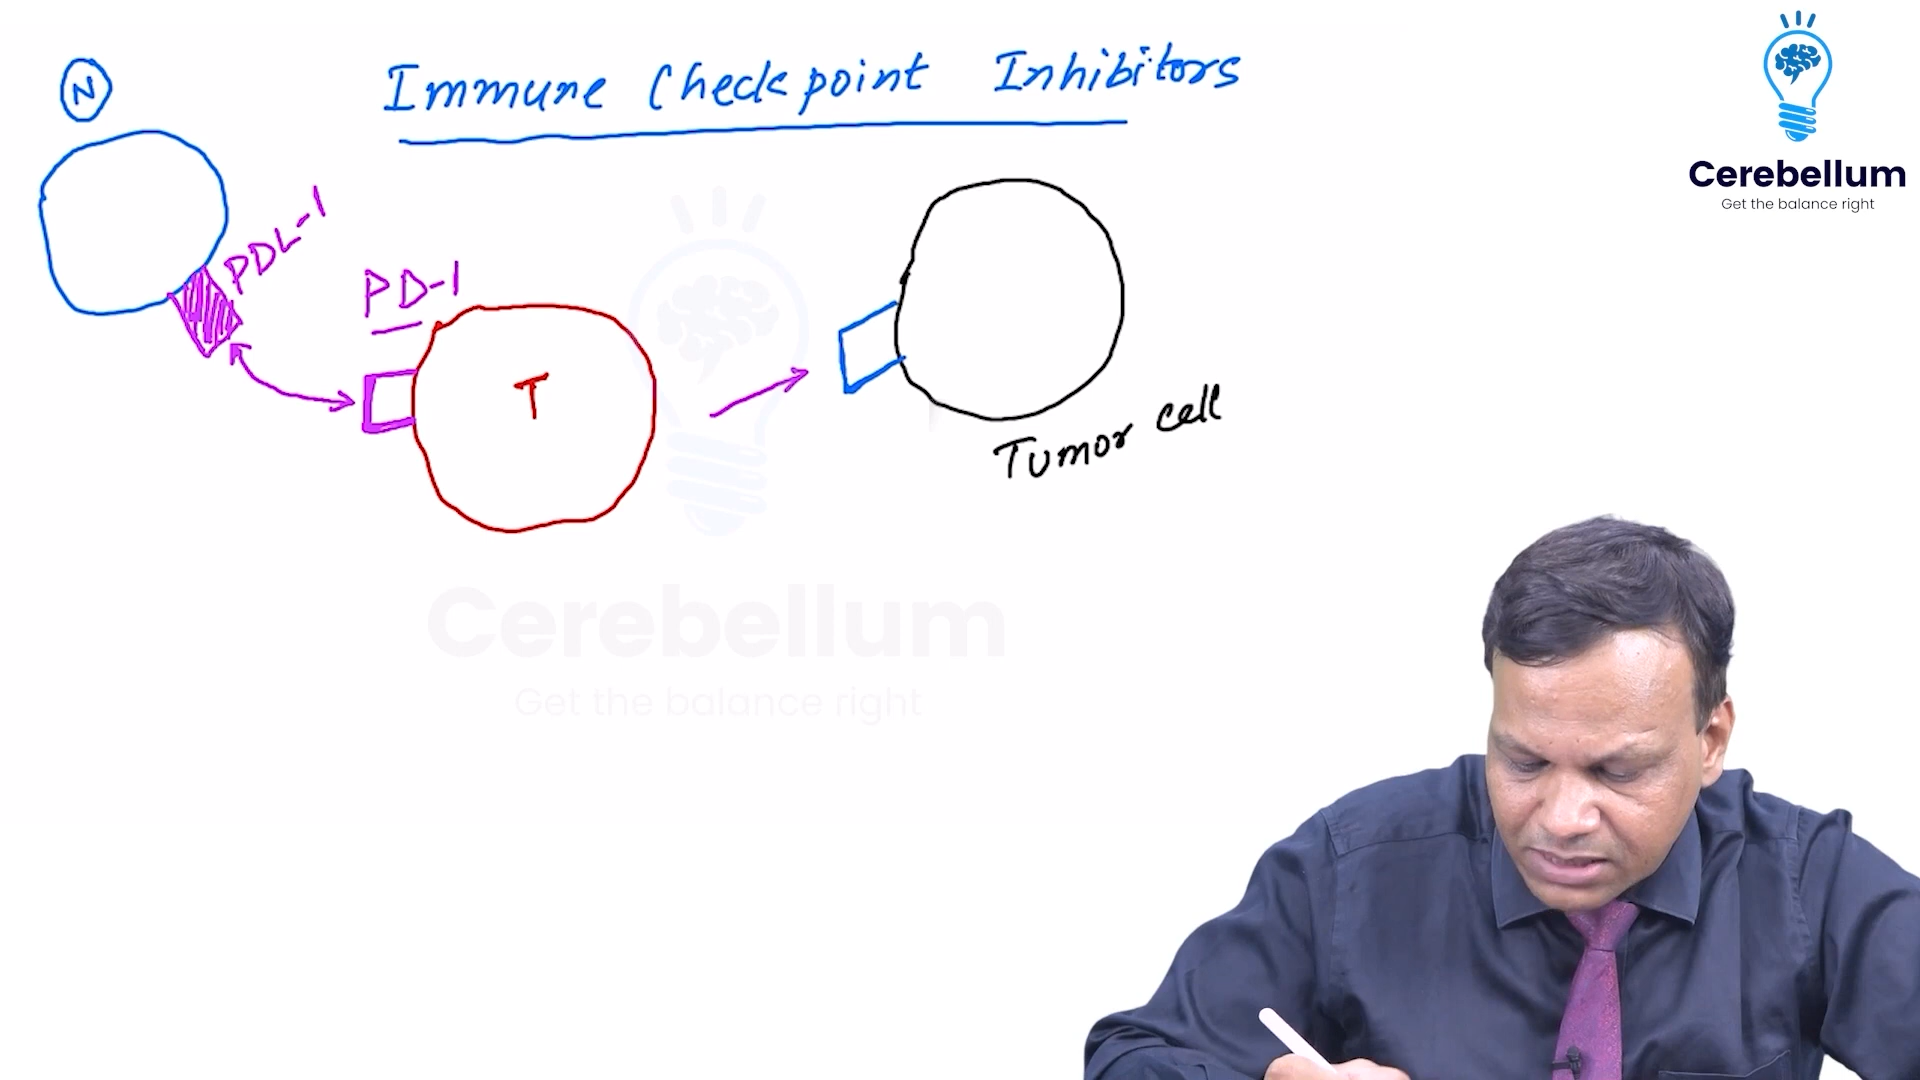 N
Immune Checkpoint Inhibitors
PDL-1
PD-1
T
Tumor cell
Cerebellum
Get the balance right
Cerebellum
Get the balance right